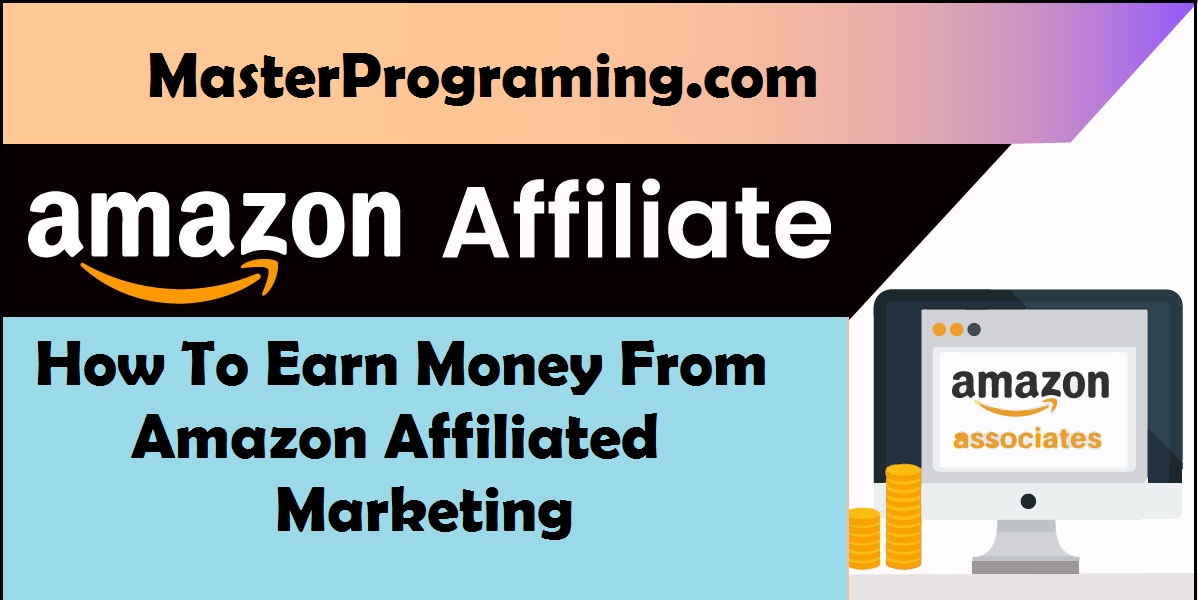 MasterPrograming.com
amazon Affiliate
How To Earn Money From
Amazon Affiliated
Marketing
amazon
associates